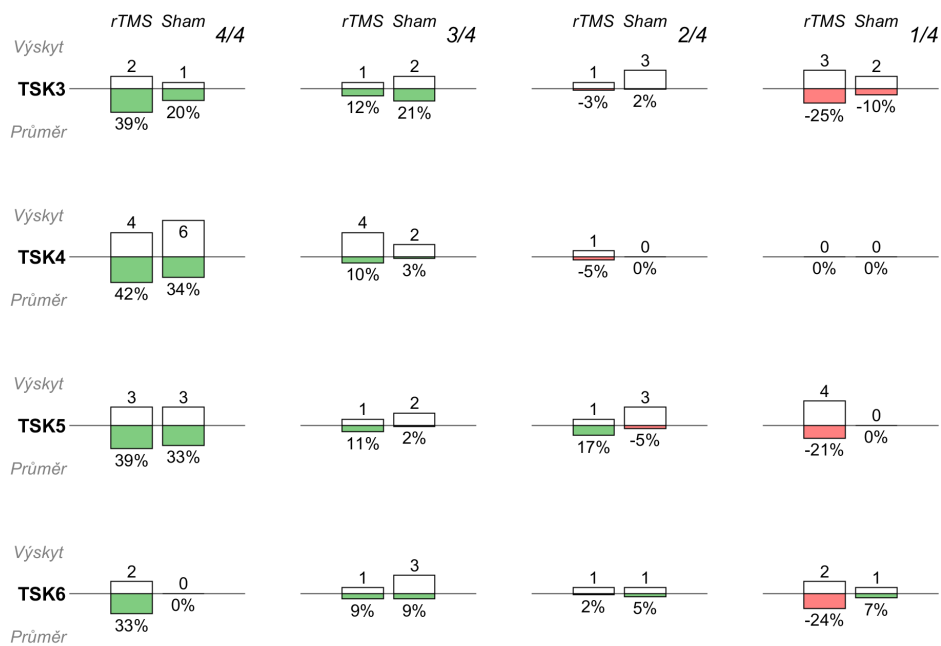 rTMS Sham 4/4 rTMS Sham 3/4 rTMS Sham 2/4 rTMS Sham 1/4
Výskyt
2 1 1 2 1 3 3 2
TSK3
39% 20% 12% 21% -3% 2% -25% -10%
Průměr
Výskyt
4 6 4 2 1 0 0 0
TSK4
42% 34% 10% 3% -5% 0% 0% 0%
Průměr
Výskyt
3 3 1 2 1 3 4 0
TSK5
39% 33% 11% 2% 17% -5% -21% 0%
Průměr
Výskyt
2 0 1 3 1 1 2 1
TSK6
33% 0% 9% 9% 2% 5% -24% 7%
Průměr